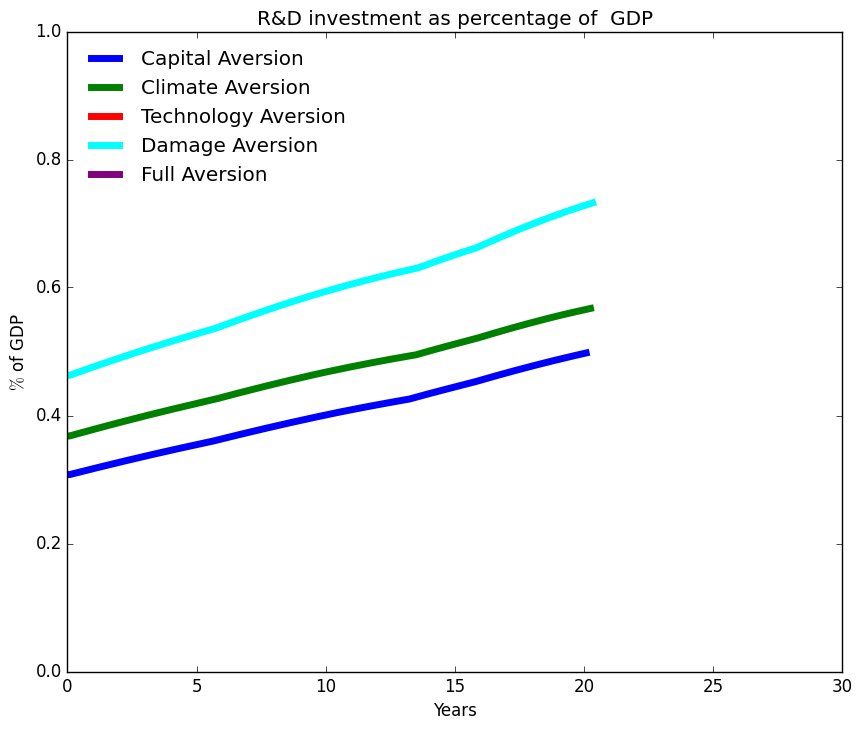 R&D investment as percentage of  GDP
Capital Aversion
Climate Aversion
Technology Aversion
Damage Aversion
Full Aversion
% of GDP
1.0
0.8
0.6
0.4
0.2
0.0
0 5 10 15 20 25 30
Years